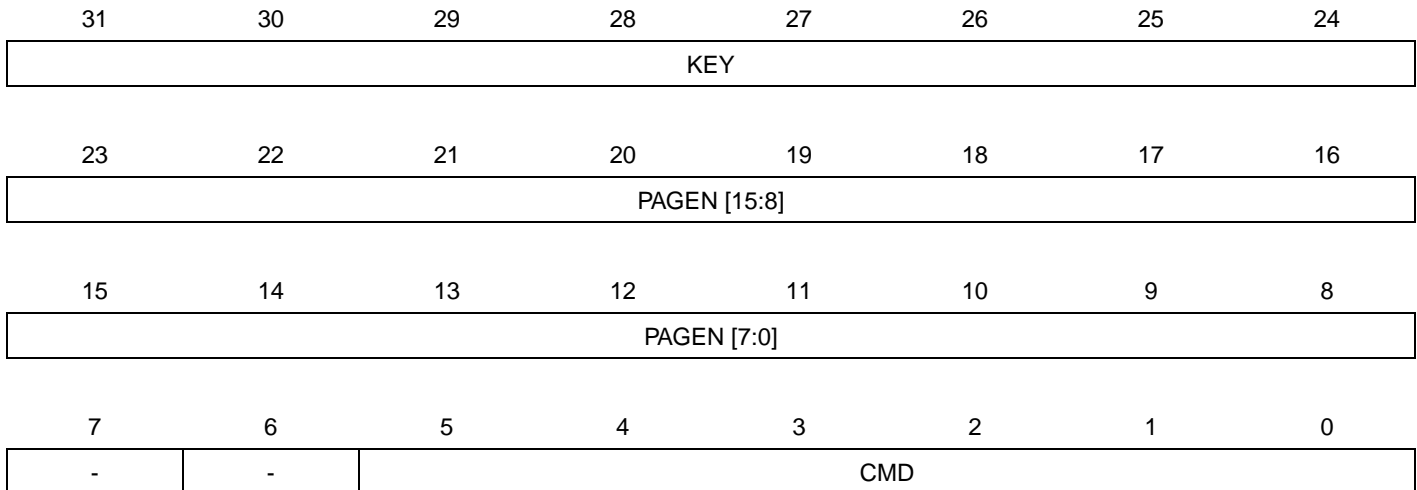 31 30 29 28 27 26 25 24
KEY
23 22 21 20 19 18 17 16
PAGEN [15:8]
15 14 13 12 11 10 9 8
PAGEN [7:0]
7 6 5 4 3 2 1 0
- - CMD